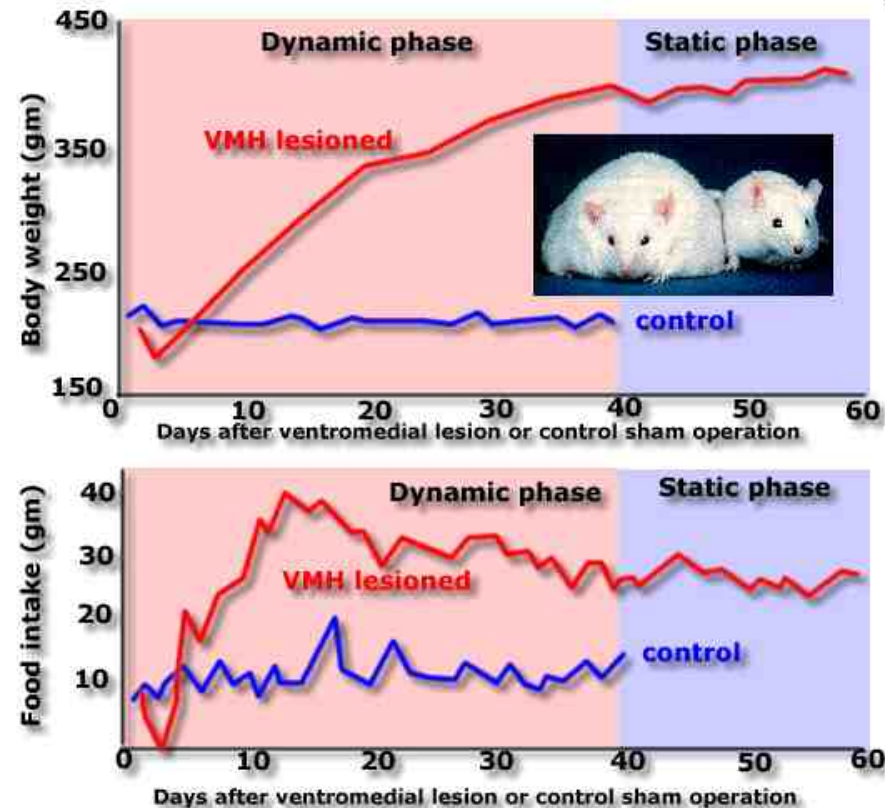 450
Dynamic phase
Static phase
VMH lesioned
350
Body weight (gm)
250
control
150
0 10 20 30 40 50 60
Days after ventromedial lesion or control sham operation
40
Dynamic phase
Static phase
30
VMH lesioned
Food intake (gm)
20
control
10
0 10 20 30 40 50 60
Days after ventromedial lesion or control sham operation